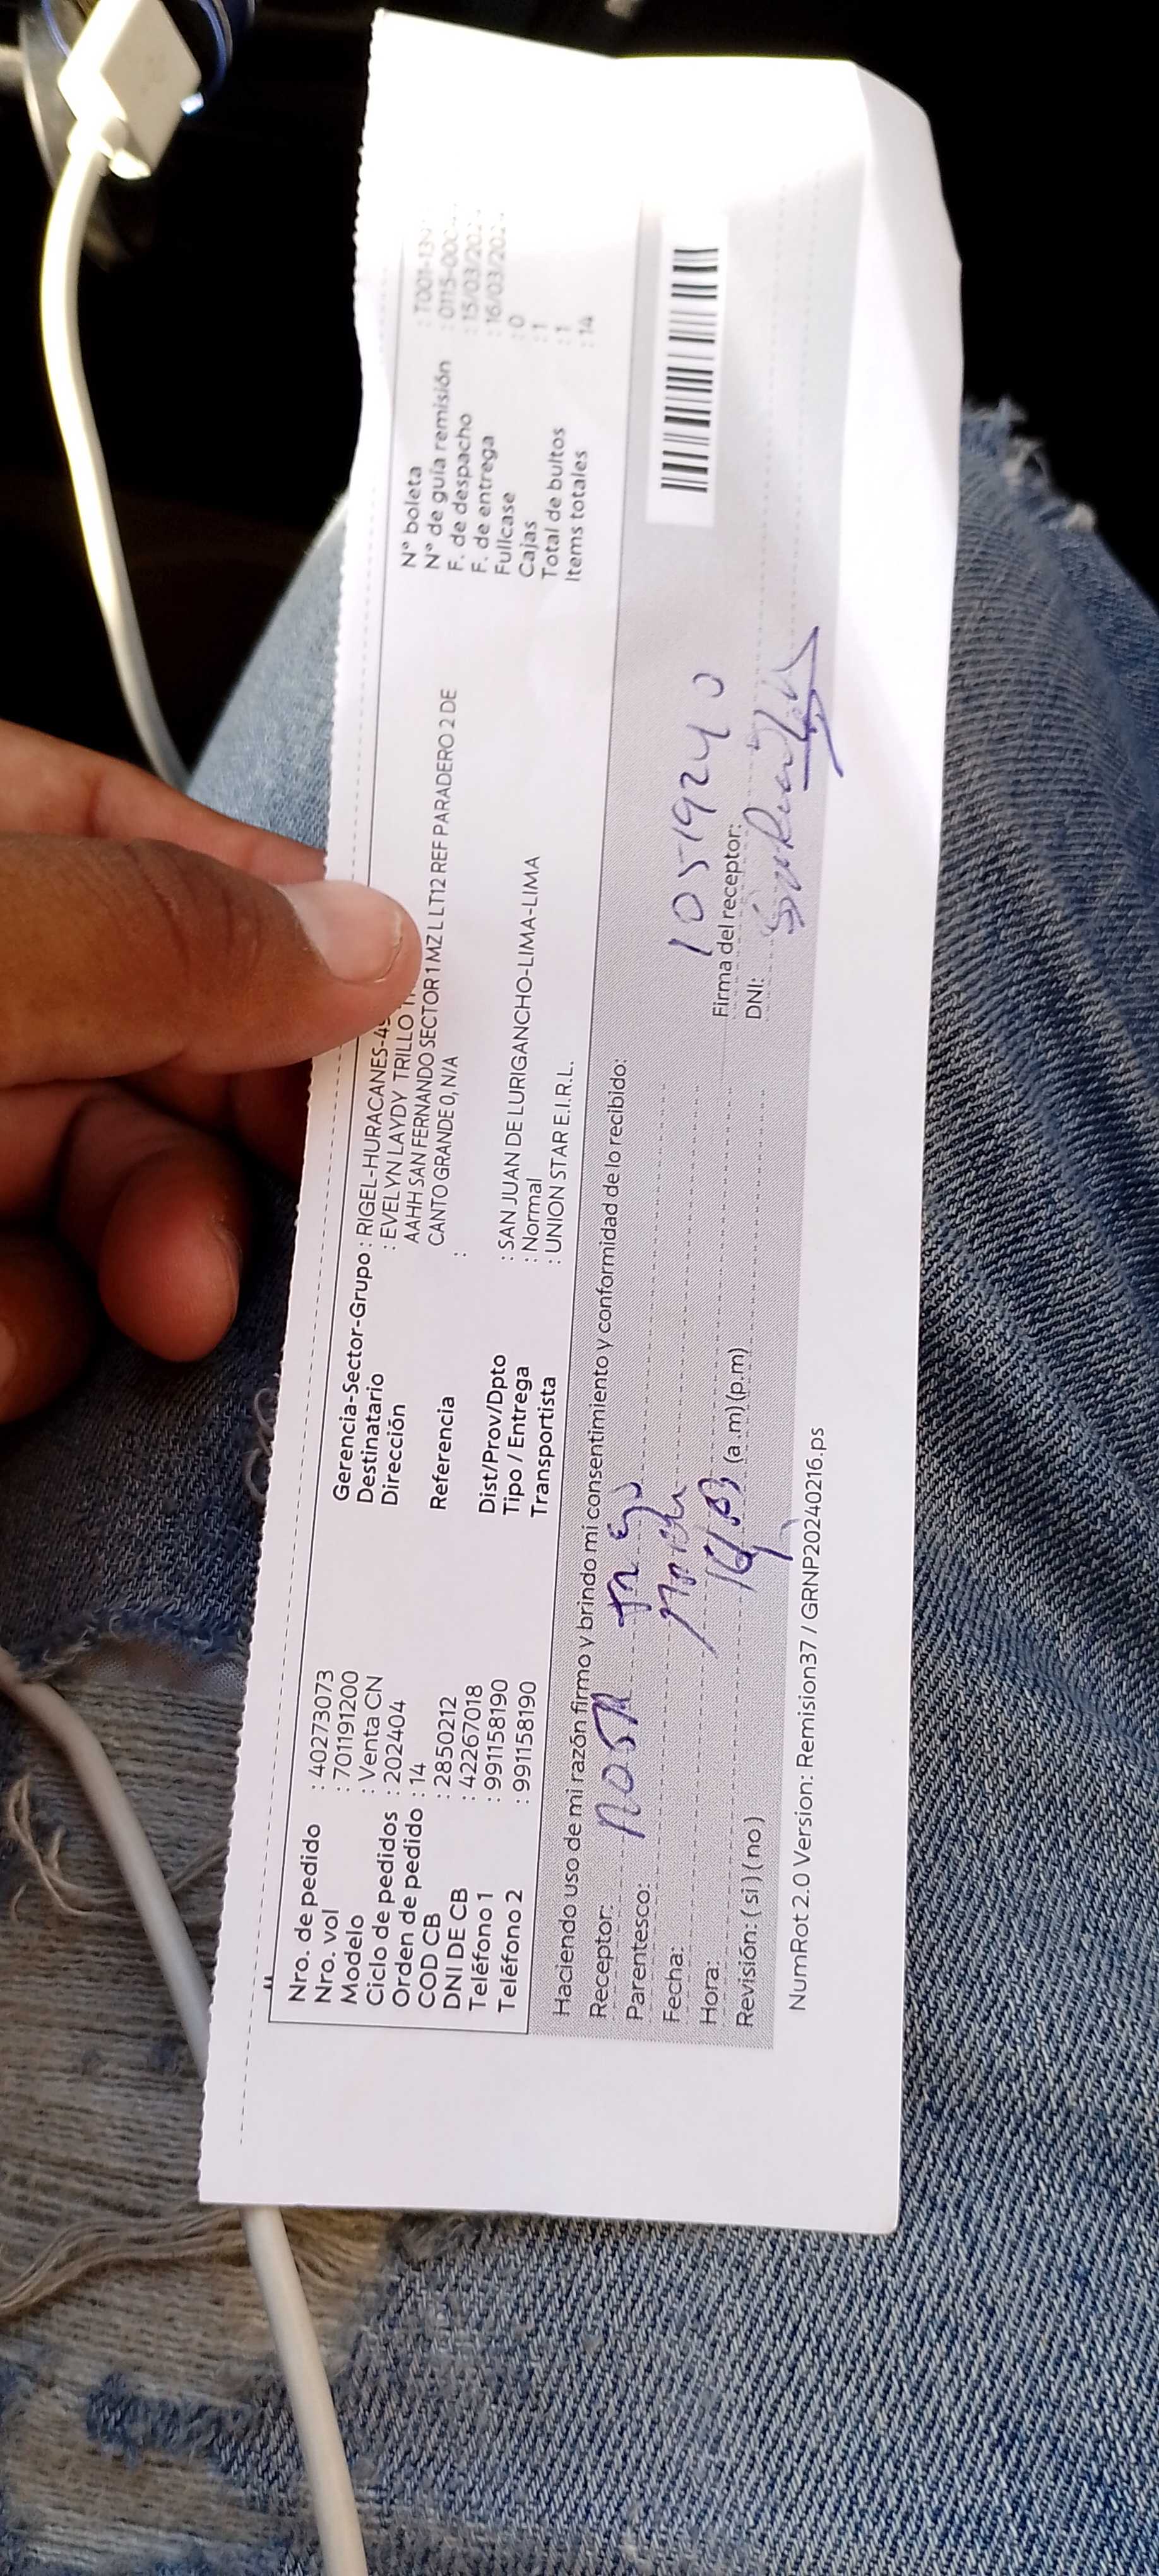 Nro. de pedido : 40273073
Nro. vol : 701191200
Modelo : Venta CN
Ciclo de pedidos : 202404
Orden de pedido : 14
COD CB : 2850212
DNI DE CB : 42267018
Teléfono 1 : 991158190
Teléfono 2 : 991158190
Gerencia-Sector-Grupo : RIGEL-HURACANES-
Destinatario : EVELYN LAYDY TRILLO
Dirección AAHH SAN FERNANDO SECTOR 1 MZ L LT12 REF PARADERO 2 DE
CANTO GRANDE 0, N/A
Referencia :
Dist/Prov/Dpto : SAN JUAN DE LURIGANCHO-LIMA-LIMA
Tipo / Entrega : Normal
Transportista : UNION STAR E.I.R.L.
N° boleta : T001-
N° de guía remisión : 0115-
F. de despacho : 15/03/
F. de entrega : 16/03/
Fullcase : 0
Cajas : 1
Total de bultos : 1
Items totales : 14
Haciendo uso de mi razón firmo y brindo mi consentimiento y conformidad de lo recibido:
Receptor:
Parentesco:
Fecha:
Hora: (a .m) (p.m)
Revisión: ( si ) ( no )
10519240
Firma del receptor:
DNI:
NumRot 2.0 Version: Remision37 / GRNP20240216.ps